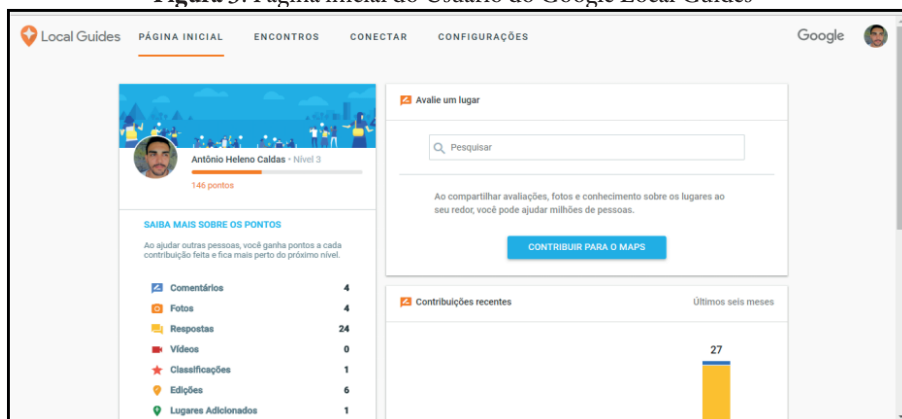 Figura 3. Página inicial do Usuário do Google Local Guides
Local Guides PÁGINA INICIAL ENCONTROS CONECTAR CONFIGURAÇÕES Google
Antônio Heleno Caldas • Nível 3
146 pontos
SAIBA MAIS SOBRE OS PONTOS
Ao ajudar outras pessoas, você ganha pontos a cada
contribuição feita e fica mais perto do próximo nível.
Comentários 4
Fotos 4
Respostas 24
Vídeos 0
Classificações 1
Edições 6
Lugares Adicionados 1
Avalie um lugar
Pesquisar
Ao compartilhar avaliações, fotos e conhecimento sobre os lugares ao
seu redor, você pode ajudar milhões de pessoas.
CONTRIBUIR PARA O MAPS
Contribuições recentes Últimos seis meses
27